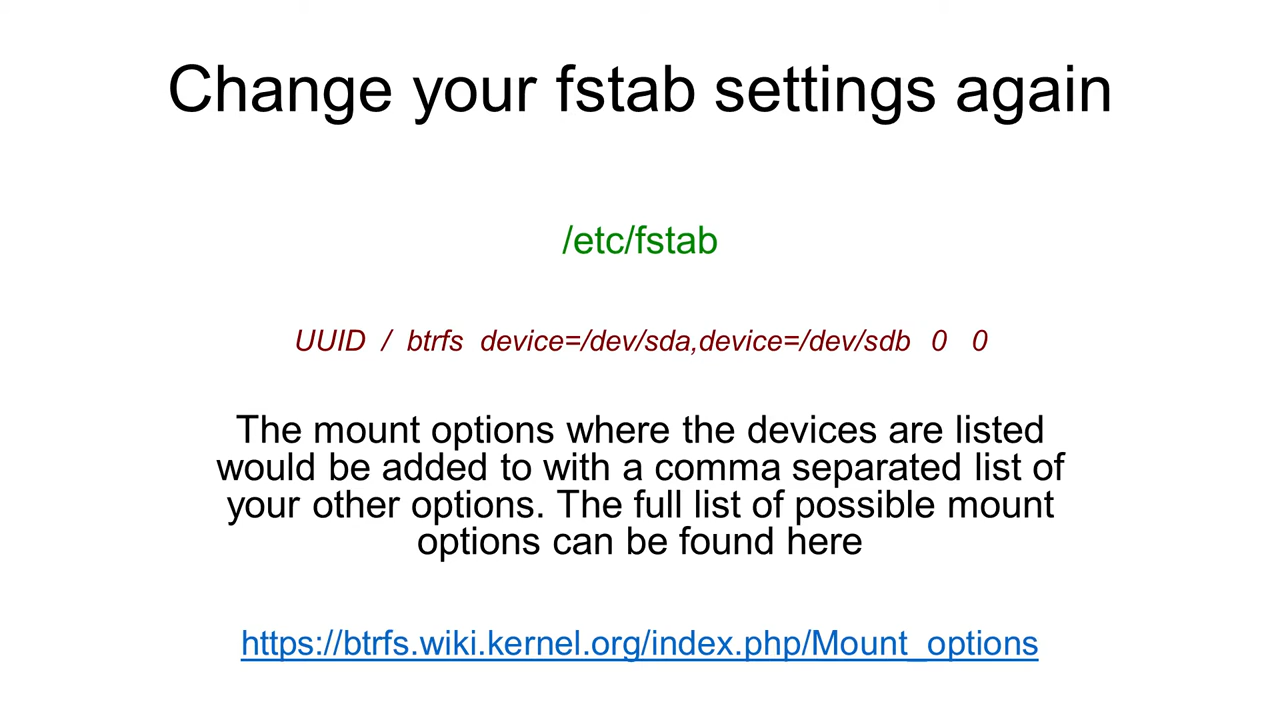 Change your fstab settings again
/etc/fstab
UUID / btrfs device=/dev/sda,device=/dev/sdb 0 0
The mount options where the devices are listed
would be added to with a comma separated list of
your other options. The full list of possible mount
options can be found here
https://btrfs.wiki.kernel.org/index.php/Mount_options